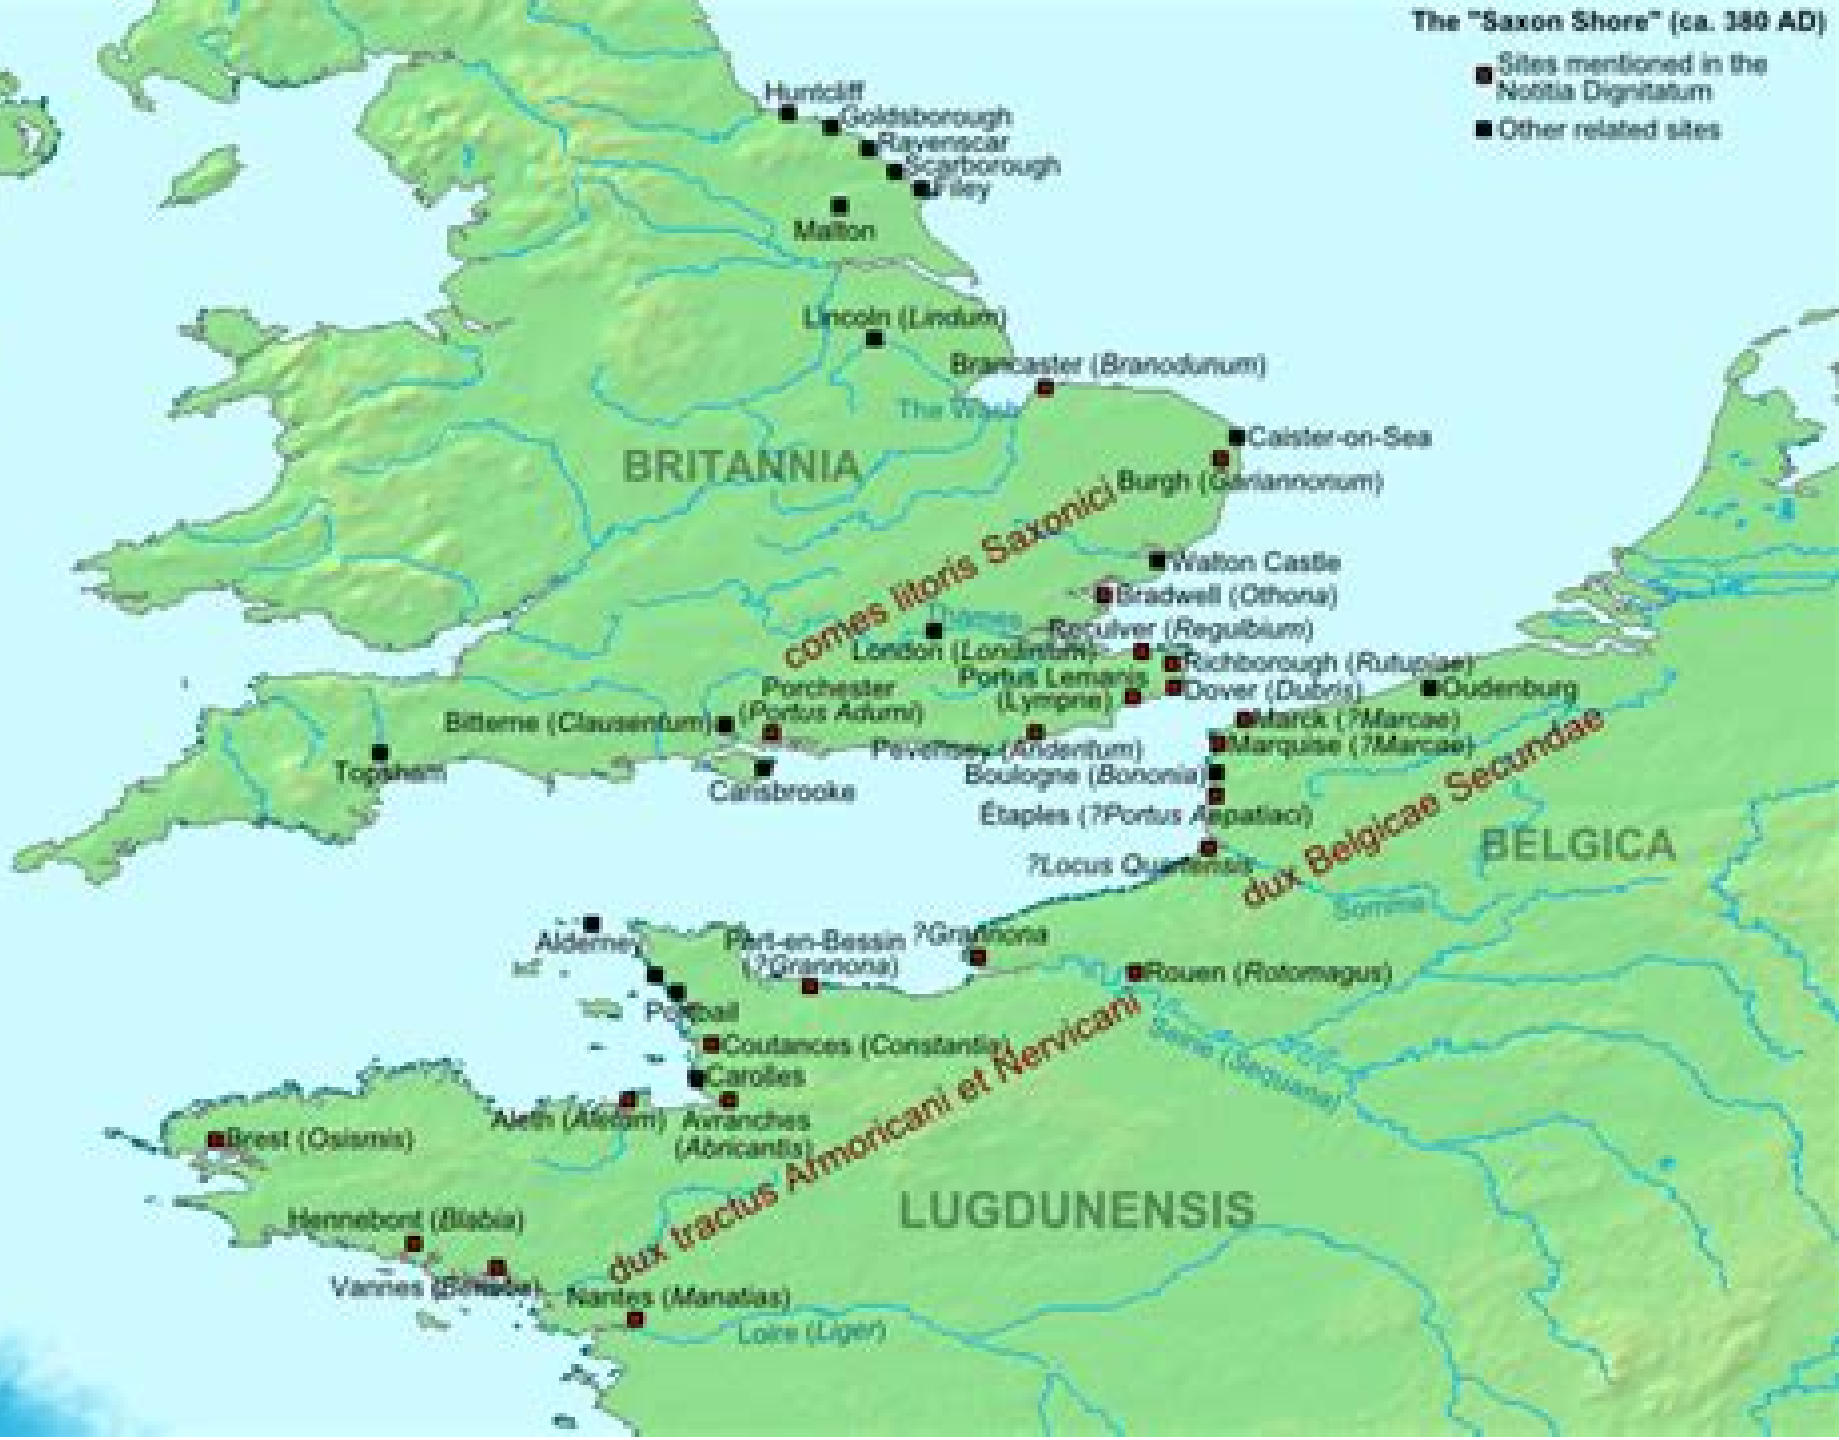 The "Saxon Shore" (ca. 380 AD)
Sites mentioned in the
Notitia Dignitatum
Other related sites
Huntcliff
Goldsborough
Ravenscar
Scarborough
Filey
Malton
Lincoln (Lindum)
Brancaster (Branodunum)
The Wash
Caister-on-Sea
BRITANNIA
Burgh (Gariannonum)
comes litoris Saxonici
Walton Castle
Bradwell (Othona)
Thames
Reculver (Regulbium)
London (Londinium)
Richborough (Rutupiae)
Portus Lemanis
(Lympne)
Dover (Dubris)
Oudenburg
Porchester
(Portus Adurni)
Bitterne (Clausentum)
Marck (?Marcae)
Marquise (?Marcae)
Pevensey (Anderitum)
Topsham
Boulogne (Bononia)
Carisbrooke
Étaples (?Portus Aepatiaci)
dux Belgicae Secundae
BELGICA
?Locus Quartensis
Somme
Alderney
Port-en-Bessin
(?Grannona)
?Grannona
Rouen (Rotomagus)
Portbail
Seine (Sequana)
Coutances (Constantia)
Carolles
dux tractus Armoricani et Nervicani
Aleth (Aletum)
Avranches
(Abricantis)
Brest (Osismis)
LUGDUNENSIS
Hennebont (Blabia)
Vannes
Nantes (Manatias)
Loire (Liger)